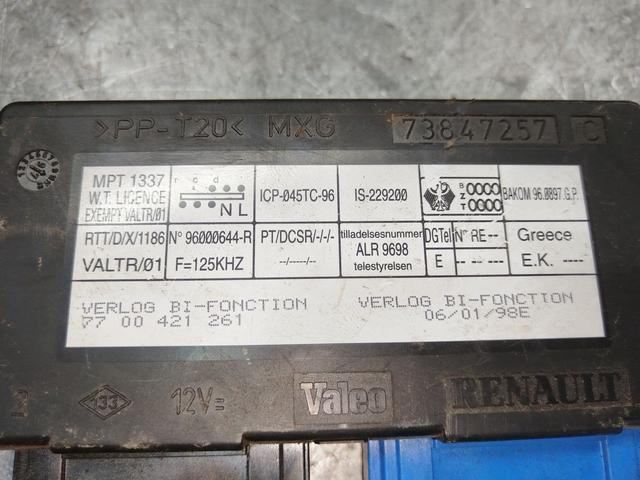 >PP-T20< MXG 73847257 C
MPT 1337
W.T. LICENCE
EXEMPT VALTR/01
N L
ICP-045TC-96
IS-229200
B 0000
Z
T 0000
BAKOM 96.0897.G.P.
RTT/D/X/1186
VALTR/01
N° 96000644-R
F=125KHZ
PT/DCSR/-/-/-
--/-----/--
tilladelsesnummer
ALR 9698
telestyrelsen
DGTel N° RE--
E -- -- ---
Greece
E.K. ----
VERLOG BI-FONCTION
77 00 421 261
VERLOG BI-FONCTION
06/01/98E
133 12V= Valeo RENAULT